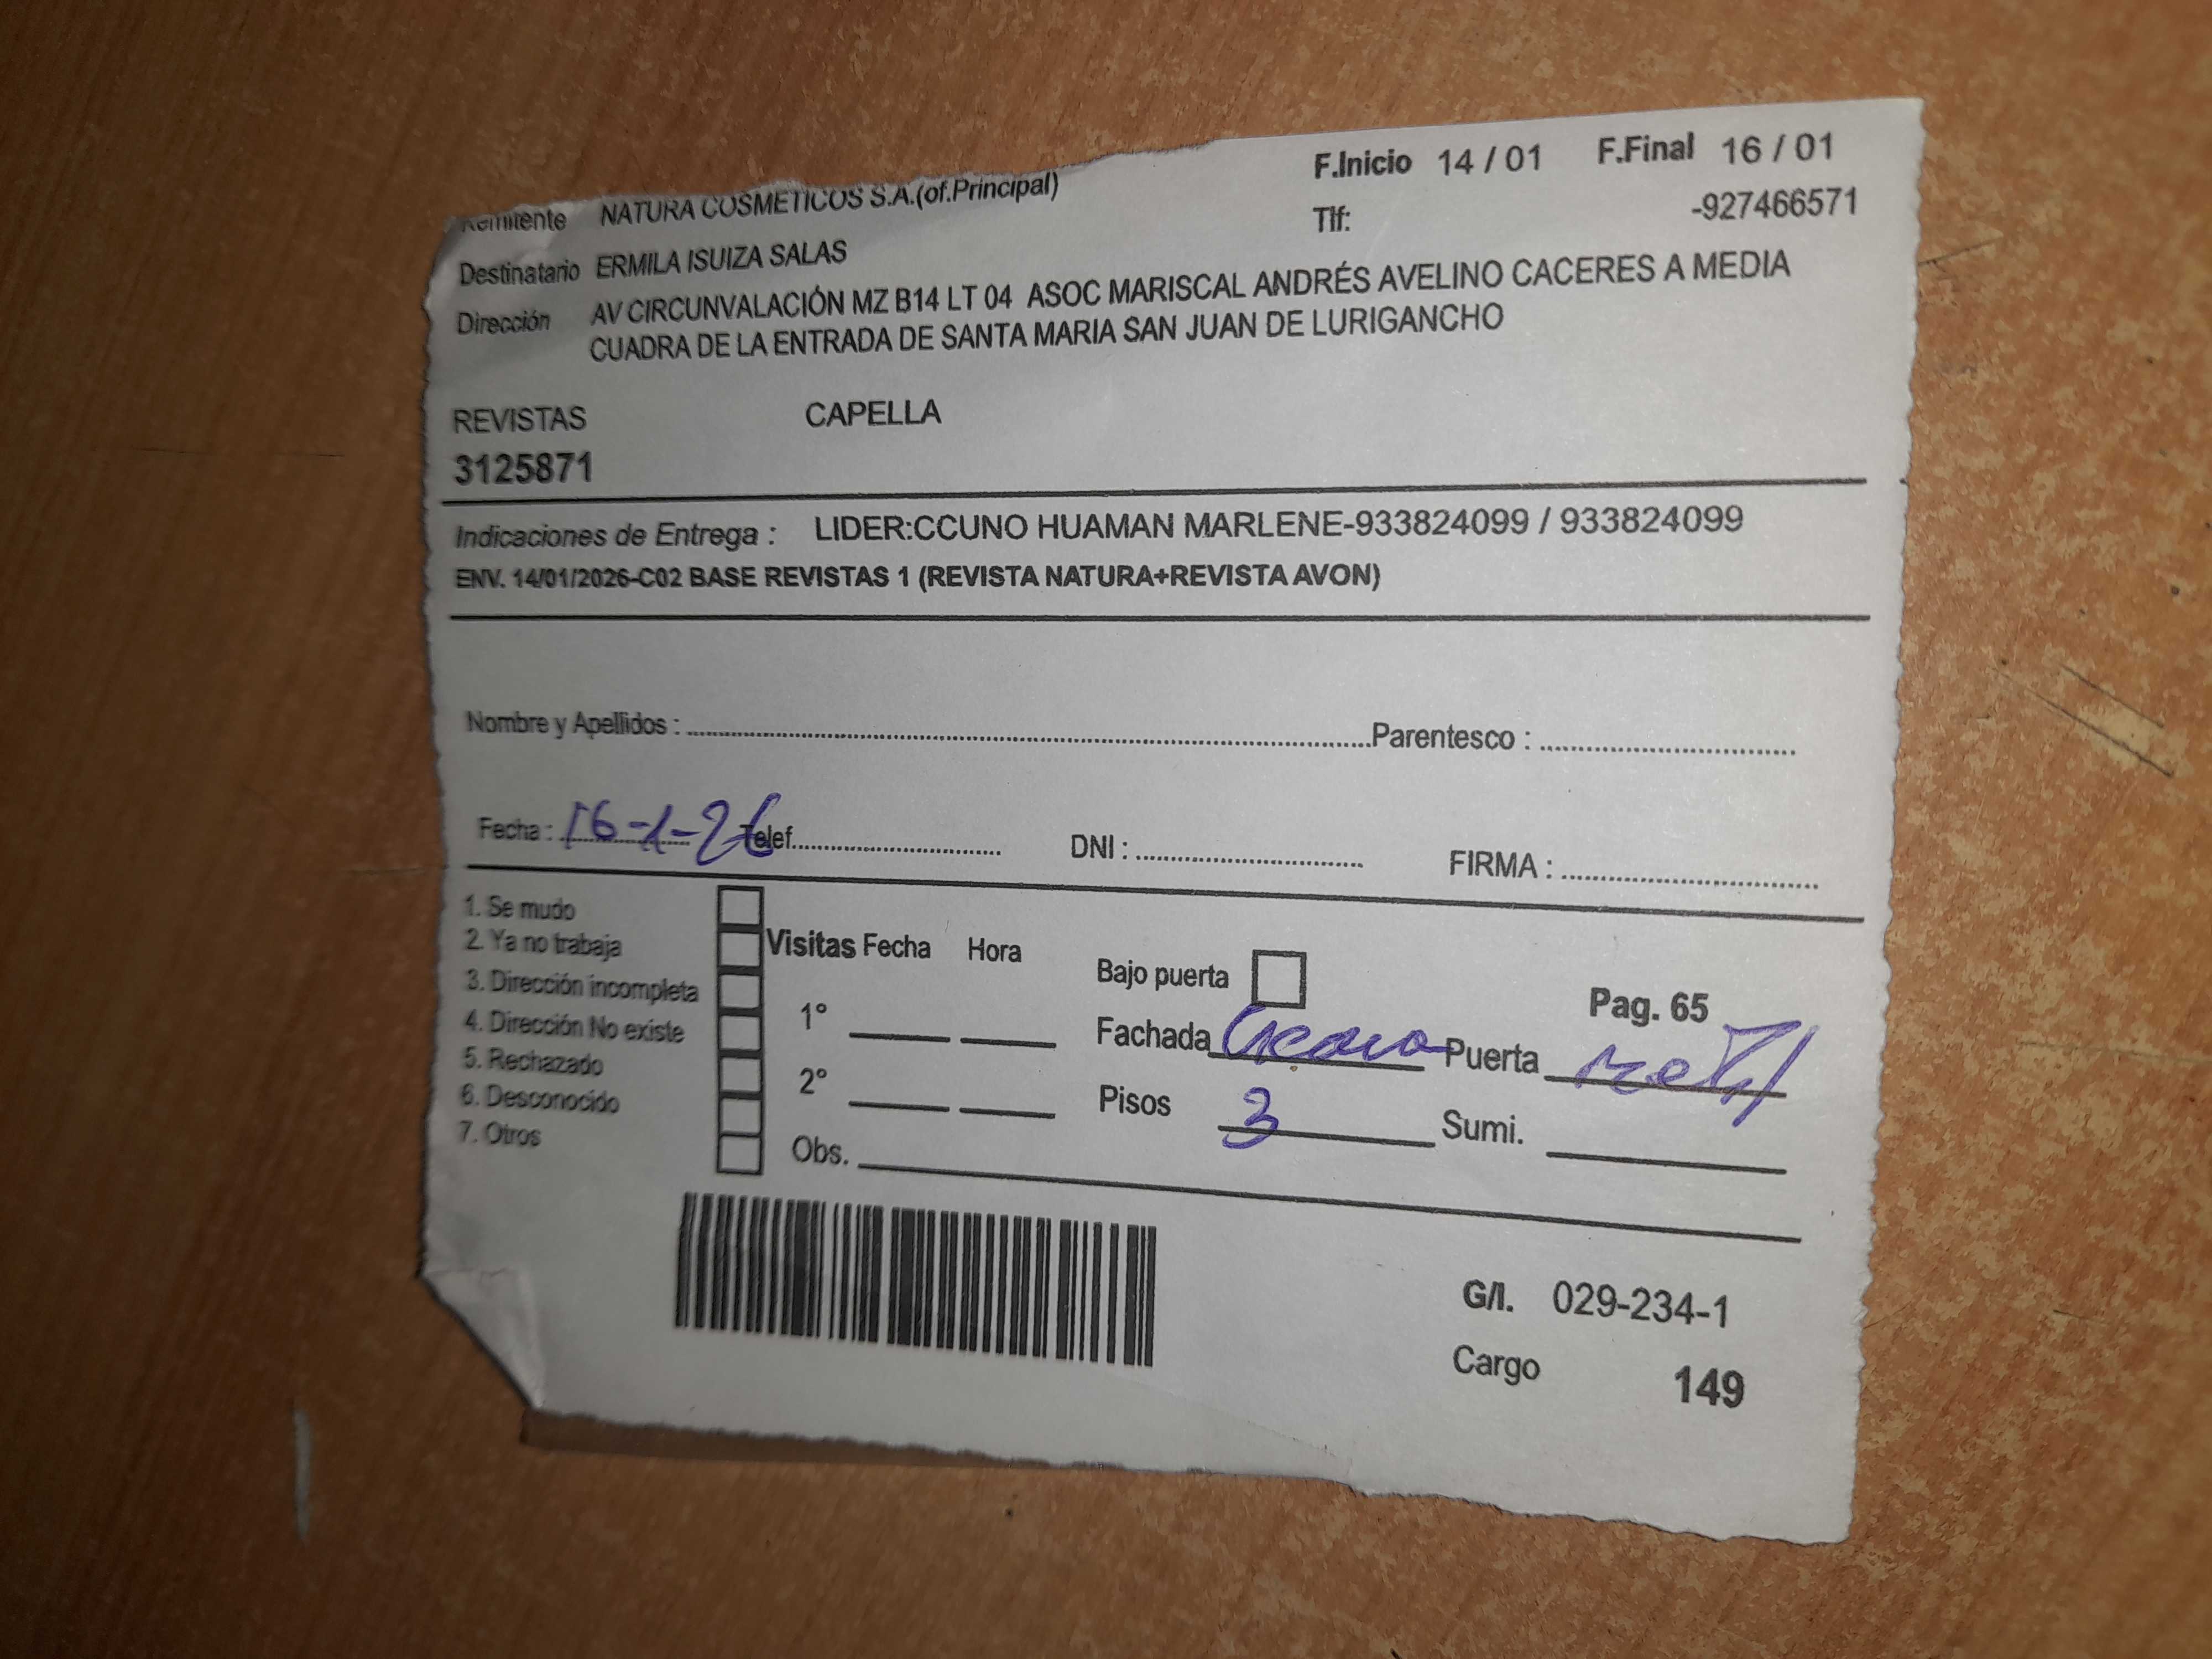 Remitente NATURA COSMETICOS S.A.(of.Principal) F.Inicio 14 / 01 F.Final 16 / 01
Tlf: -927466571
Destinatario ERMILA ISUIZA SALAS
Dirección AV CIRCUNVALACIÓN MZ B14 LT 04 ASOC MARISCAL ANDRÉS AVELINO CACERES A MEDIA
CUADRA DE LA ENTRADA DE SANTA MARIA SAN JUAN DE LURIGANCHO
REVISTAS CAPELLA
3125871
Indicaciones de Entrega : LIDER:CCUNO HUAMAN MARLENE-933824099 / 933824099
ENV. 14/01/2026-C02 BASE REVISTAS 1 (REVISTA NATURA+REVISTA AVON)
Nombre y Apellidos : Parentesco :
Fecha : 16-1-26 Telef. DNI : FIRMA :
1. Se mudo
2. Ya no trabaja
3. Dirección incompleta
4. Dirección No existe
5. Rechazado
6. Desconocido
7. Otros
Visitas Fecha Hora
1°
2°
Obs.
Bajo puerta
Pag. 65
Fachada Puerta
Pisos 3 Sumi.
G/I. 029-234-1
Cargo 149